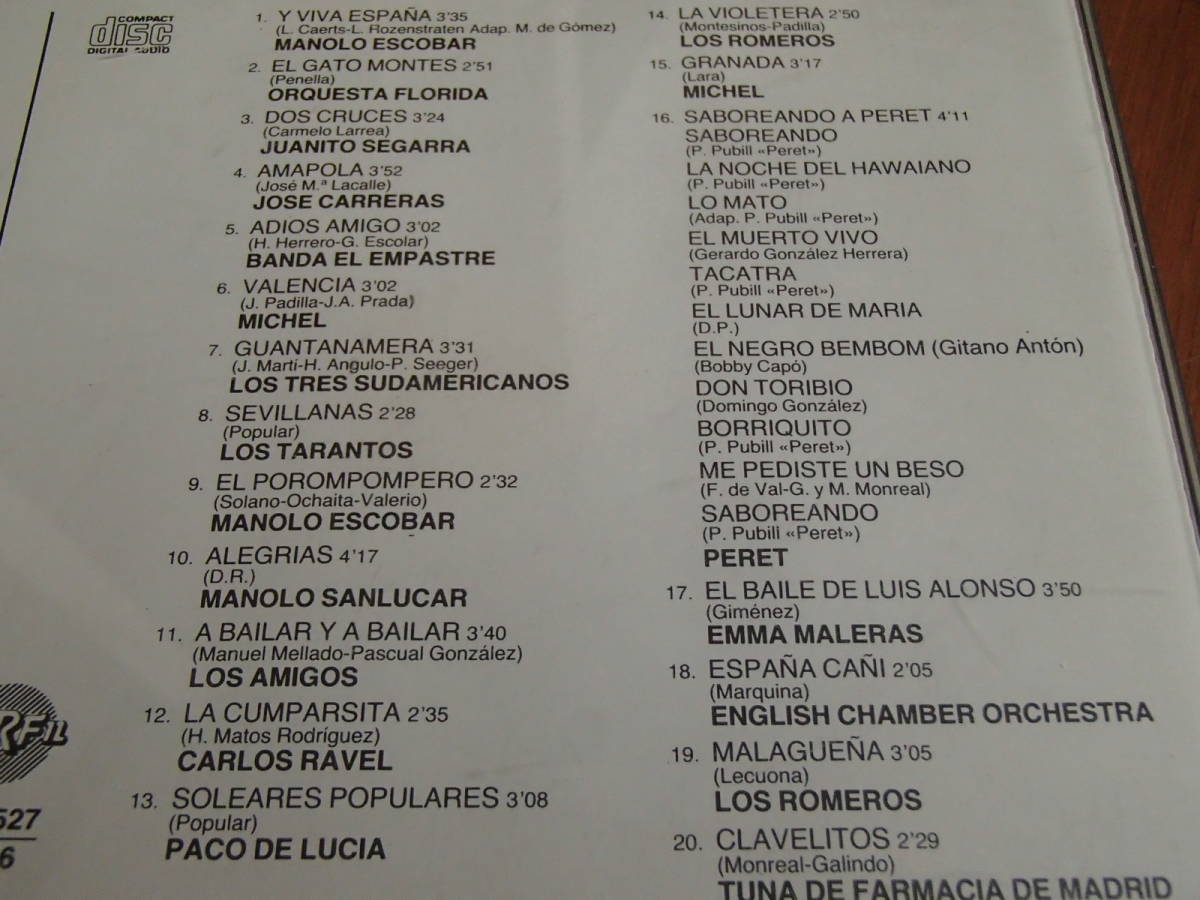 COMPACT
disc
DIGITAL AUDIO
1. Y VIVA ESPAÑA 3'35
(L. Caerts-L. Rozenstraten Adap. M. de Gómez)
MANOLO ESCOBAR
2. EL GATO MONTES 2'51
(Penella)
ORQUESTA FLORIDA
3. DOS CRUCES 3'24
(Carmelo Larrea)
JUANITO SEGARRA
4. AMAPOLA 3'52
(José M.ª Lacalle)
JOSE CARRERAS
5. ADIOS AMIGO 3'02
(H. Herrero-G. Escolar)
BANDA EL EMPASTRE
6. VALENCIA 3'02
(J. Padilla-J.A. Prada)
MICHEL
7. GUANTANAMERA 3'31
(J. Marti-H. Angulo-P. Seeger)
LOS TRES SUDAMERICANOS
8. SEVILLANAS 2'28
(Popular)
LOS TARANTOS
9. EL POROMPOMPERO 2'32
(Solano-Ochaita-Valerio)
MANOLO ESCOBAR
10. ALEGRIAS 4'17
(D.R.)
MANOLO SANLUCAR
11. A BAILAR Y A BAILAR 3'40
(Manuel Mellado-Pascual González)
LOS AMIGOS
12. LA CUMPARSITA 2'35
(H. Matos Rodríguez)
CARLOS RAVEL
13. SOLEARES POPULARES 3'08
(Popular)
PACO DE LUCIA
14. LA VIOLETERA 2'50
(Montesinos-Padilla)
LOS ROMEROS
15. GRANADA 3'17
(Lara)
MICHEL
16. SABOREANDO A PERET 4'11
SABOREANDO
(P. Pubill «Peret»)
LA NOCHE DEL HAWAIANO
(P. Pubill «Peret»)
LO MATO
(Adap. P. Pubill «Peret»)
EL MUERTO VIVO
(Gerardo González Herrera)
TACATRA
(P. Pubill «Peret»)
EL LUNAR DE MARIA
(D.P.)
EL NEGRO BEMBOM (Gitano Antón)
(Bobby Capó)
DON TORIBIO
(Domingo González)
BORRIQUITO
(P. Pubill «Peret»)
ME PEDISTE UN BESO
(F. de Val-G. y M. Monreal)
SABOREANDO
(P. Pubili «Peret»)
PERET
17. EL BAILE DE LUIS ALONSO 3'50
(Giménez)
EMMA MALERAS
18. ESPAÑA CAÑI 2'05
(Marquina)
ENGLISH CHAMBER ORCHESTRA
19. MALAGUEÑA 3'05
(Lecuona)
LOS ROMEROS
20. CLAVELITOS 2'29
(Monreal-Galindo)
TUNA DE FARMACIA DE MADRID
RFIL
527
6